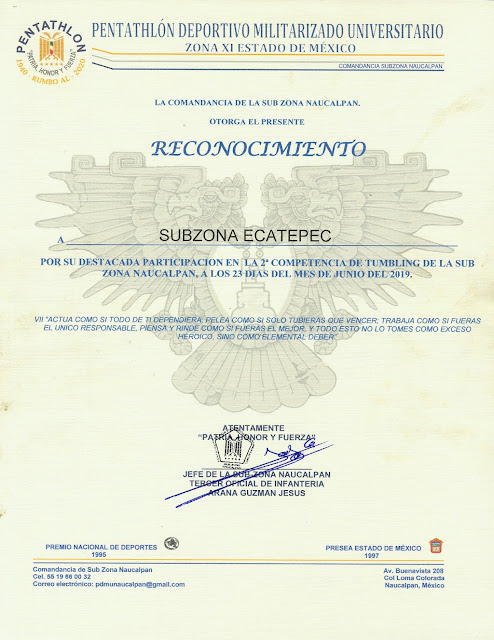 PENTATHLÓN
"PATRIA, HONOR Y FUERZA"
1940 - RUMBO AL - 2020
PENTATHLÓN DEPORTIVO MILITARIZADO UNIVERSITARIO
ZONA XI ESTADO DE MÉXICO
COMANDANCIA SUBZONA NAUCALPAN
LA COMANDANCIA DE LA SUB ZONA NAUCALPAN.
OTORGA EL PRESENTE
RECONOCIMIENTO
A SUBZONA ECATEPEC
POR SU DESTACADA PARTICIPACION EN LA 2ª COMPETENCIA DE TUMBLING DE LA SUB
ZONA NAUCALPAN, A LOS 23 DIAS DEL MES DE JUNIO DEL 2019.
VII "ACTUA COMO SI TODO DE TI DEPENDIERA; PELEA COMO SI SOLO TUBIERAS QUE VENCER; TRABAJA COMO SI FUERAS
EL UNICO RESPONSABLE, PIENSA Y RINDE COMO SI FUERAS EL MEJOR, Y TODO ESTO NO LO TOMES COMO EXCESO
HEROICO, SINO COMO ELEMENTAL DEBER"
ATENTAMENTE
"PATRIA, HONOR Y FUERZA"
JEFE DE LA SUB ZONA NAUCALPAN
TERCER OFICIAL DE INFANTERIA
ARANA GUZMAN JESUS
PREMIO NACIONAL DE DEPORTES
1995
PRESEA ESTADO DE MÉXICO
1997
Comandancia de Sub Zona Naucalpan
Cel. 55 19 66 00 32
Correo electrónico: pdmunaucalpan@gmail.com
Av. Buenavista 208
Col Loma Colorada
Naucalpan, México